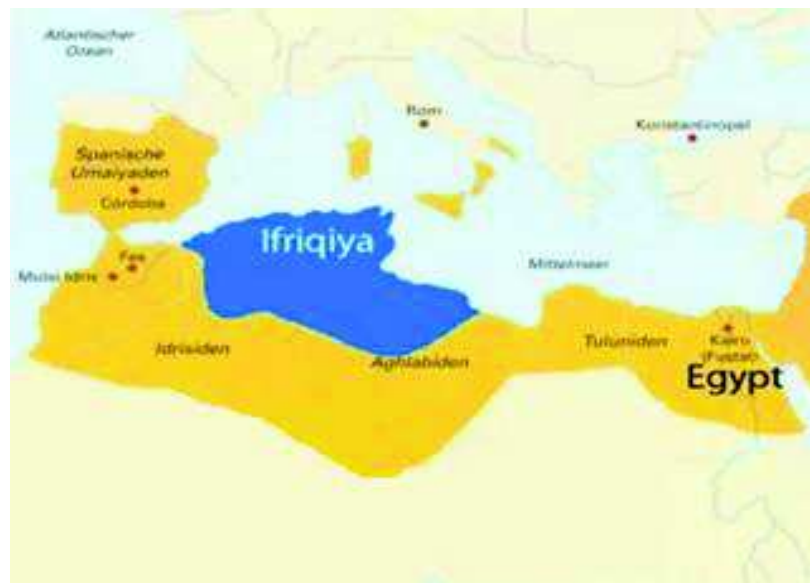 Atlantischer
Ozean
Rom
Konstantinopel
Spanische
Umaiyaden
Córdoba
Ifriqiya
Fes
Mulai Idris
Mittelmeer
Idrisiden
Aghlabiden
Tuluniden
Kairo
(Fustat)
Egypt